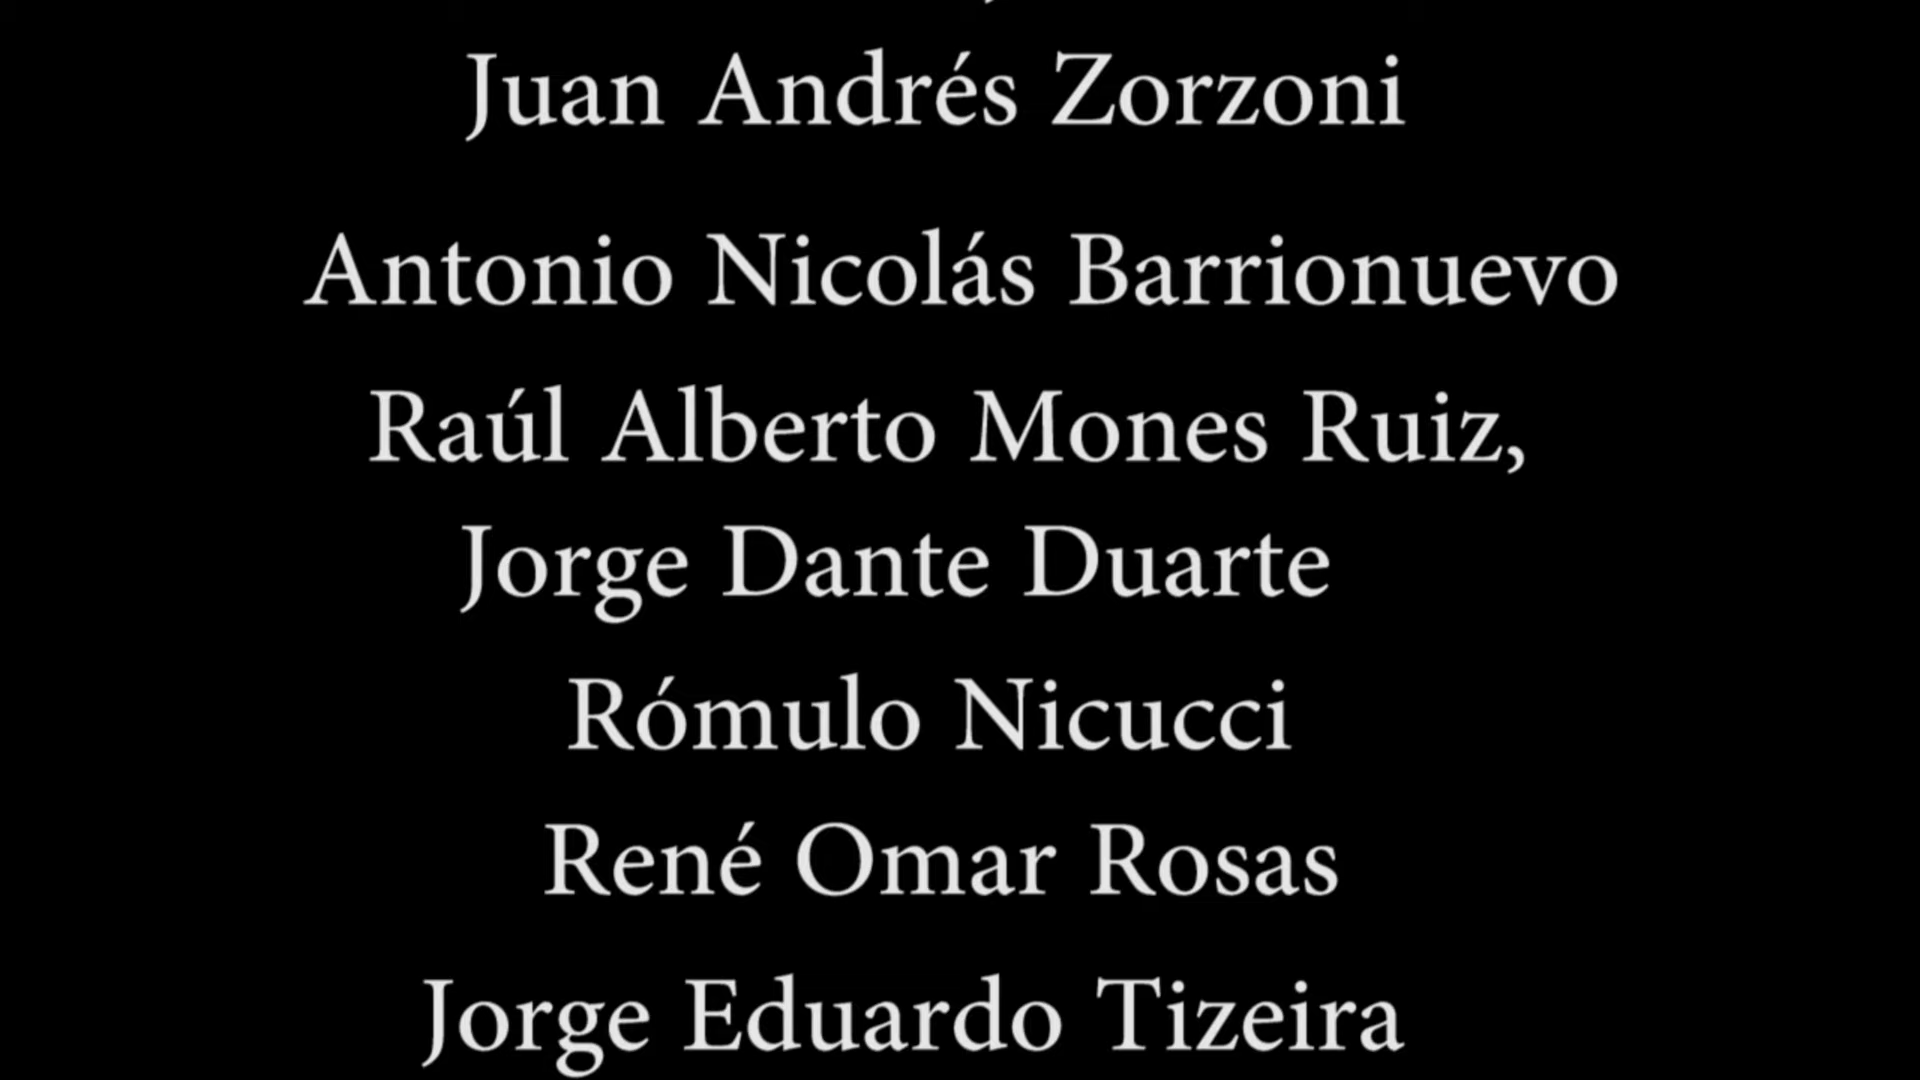 Juan Andrés Zorzoni
Antonio Nicolás Barrionuevo
Raúl Alberto Mones Ruiz,
Jorge Dante Duarte
Rómulo Nicucci
René Omar Rosas
Jorge Eduardo Tizeira